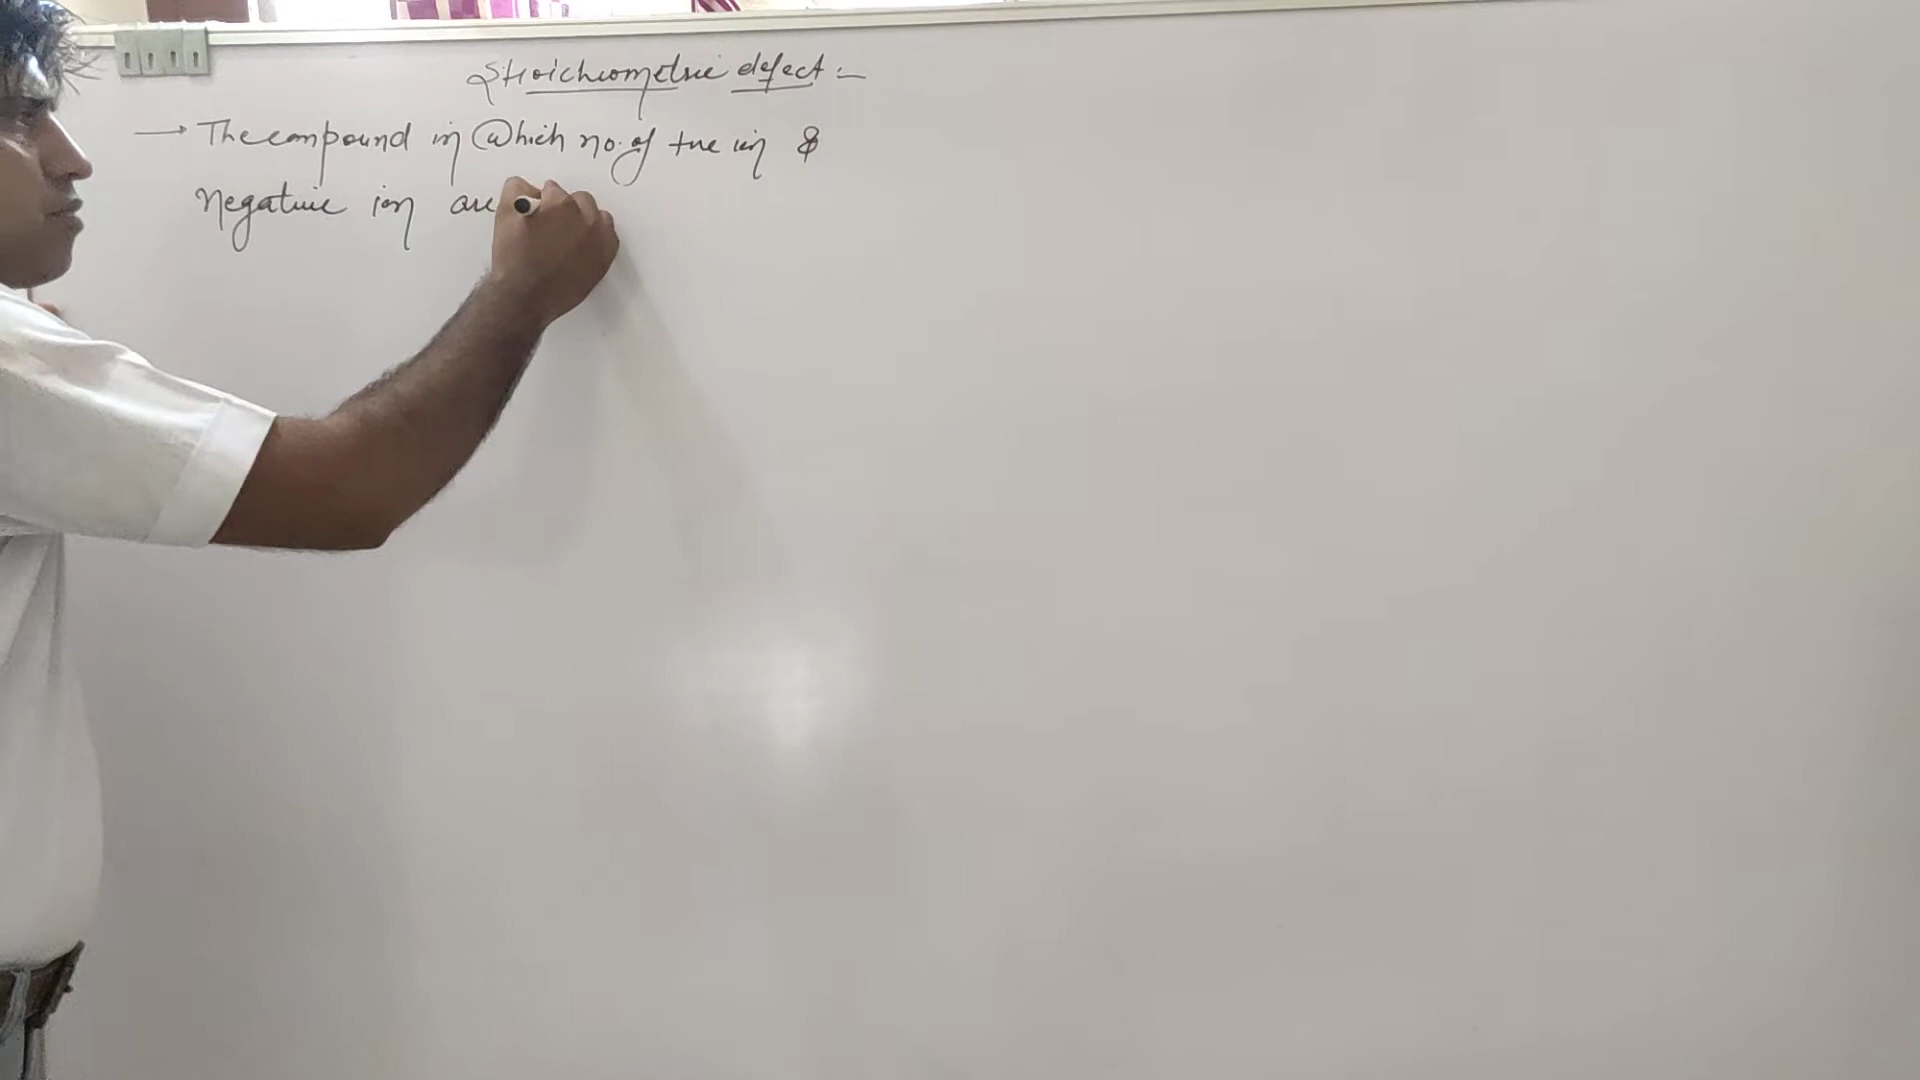 Stoichiometric defect :-
→ The compound in which no. of +ve ion &
Negative ion are